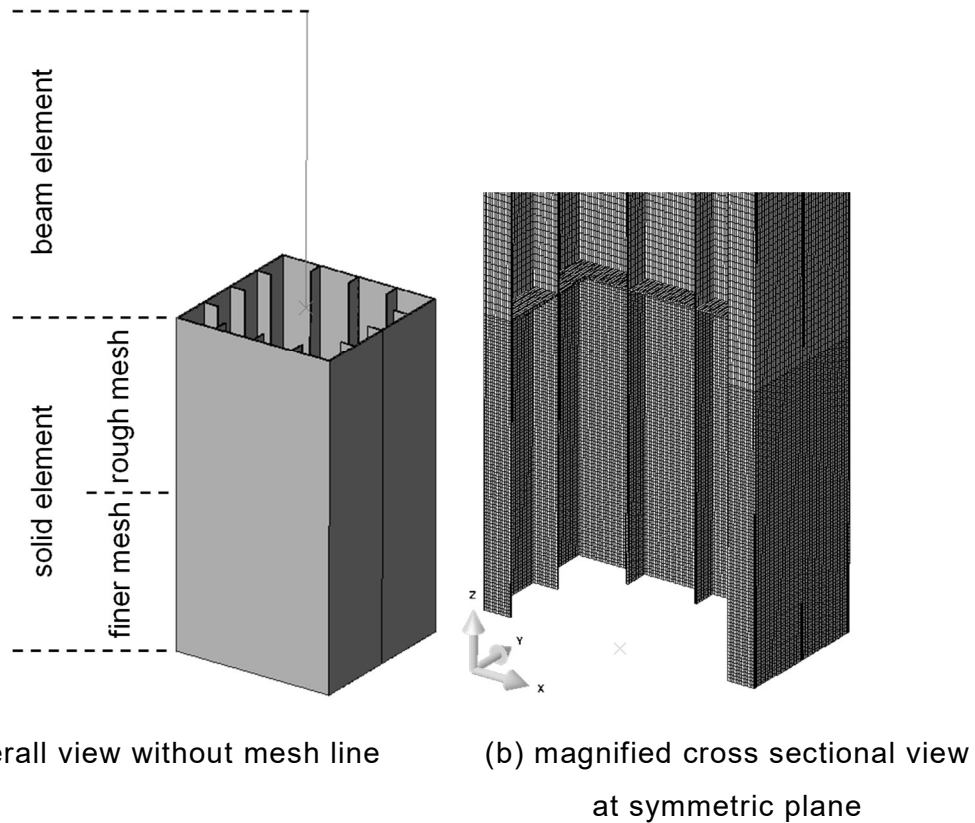 beam element
solid element
rough mesh
finer mesh
Z
Y
X
erall view without mesh line
(b) magnified cross sectional view
at symmetric plane